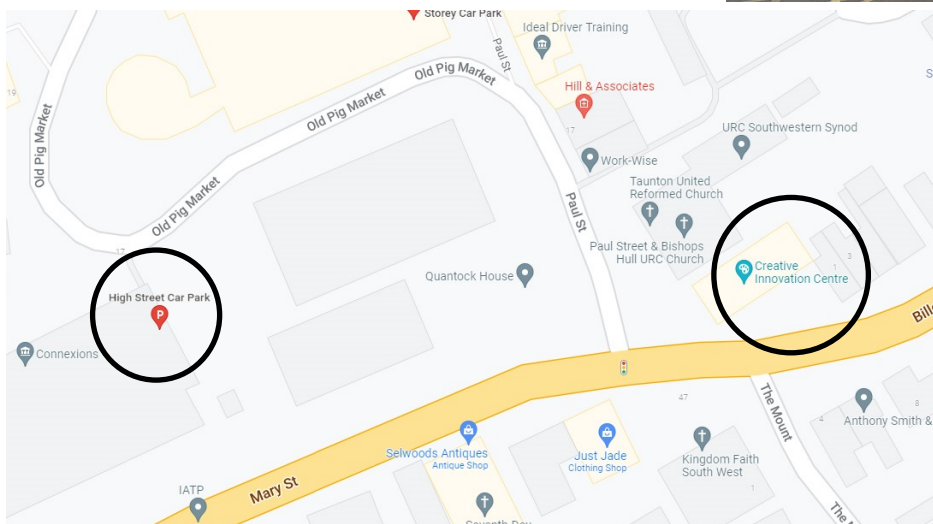 Storey Car Park
Ideal Driver Training
Paul St
Old Pig Market
Hill & Associates
19
Old Pig Market
Old Pig Market
17
URC Southwestern Synod
Work-Wise
Old Pig Market
Taunton United
Reformed Church
Paul St
17
Paul Street & Bishops
Hull URC Church
3
Quantock House
Creative
Innovation Centre
1
High Street Car Park
P
Connexions
47
The Mount
8
4
Anthony Smith &
Selwoods Antiques
Antique Shop
Just Jade
Clothing Shop
Kingdom Faith
South West
1
IATP
Mary St